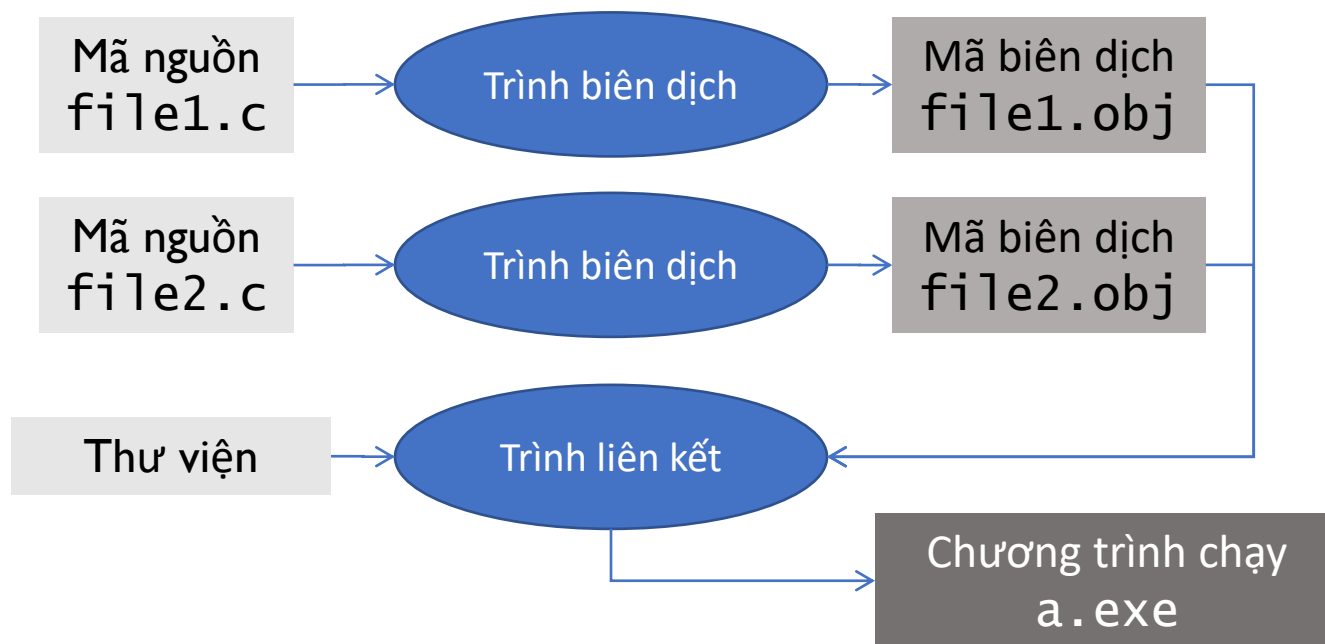 Mã nguồn
file1.c
Trình biên dịch
Mã biên dịch
file1.obj
Mã nguồn
file2.c
Trình biên dịch
Mã biên dịch
file2.obj
Thư viện
Trình liên kết
Chương trình chạy
a.exe